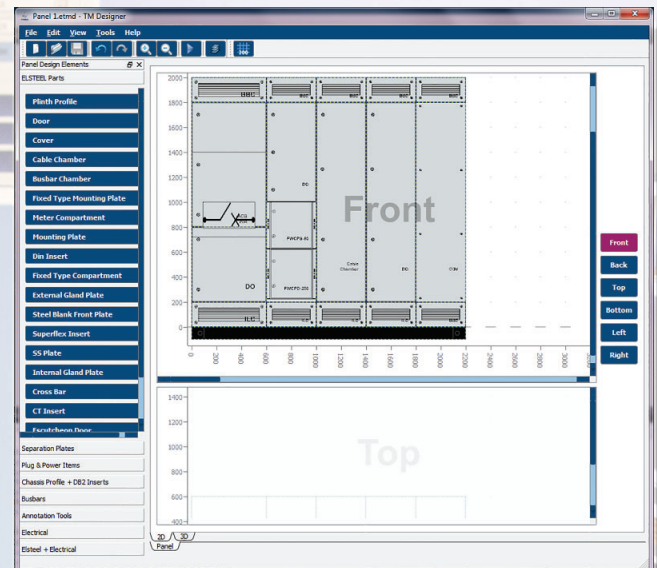 Panel 1.etmd - TM Designer
File Edit View Tools Help
Panel Design Elements
ELSTEEL Parts
Plinth Profile
Door
Cover
Cable Chamber
Busbar Chamber
Fixed Type Mounting Plate
Meter Compartment
Mounting Plate
Din Insert
Fixed Type Compartment
External Gland Plate
Steel Blank Front Plate
Superflex Insert
SS Plate
Internal Gland Plate
Cross Bar
CT Insert
Escutcheon Door
Separation Plates
Plug & Power Items
Chassis Profile + DB2 Inserts
Busbars
Annotation Tools
Electrical
Elsteel + Electrical
2000
1800
1600
1400
1200
1000
800
600
400
200
0
BBC
DO
Front
DO
DO
ILC
0 200 400 600 800 1000 1200 1400 1600 1800 2000 2200 2400 2600 2800 3000
Front
Back
Top
Bottom
Left
Right
1400
1200
1000
800
600
400
Top
2D 3D
Panel